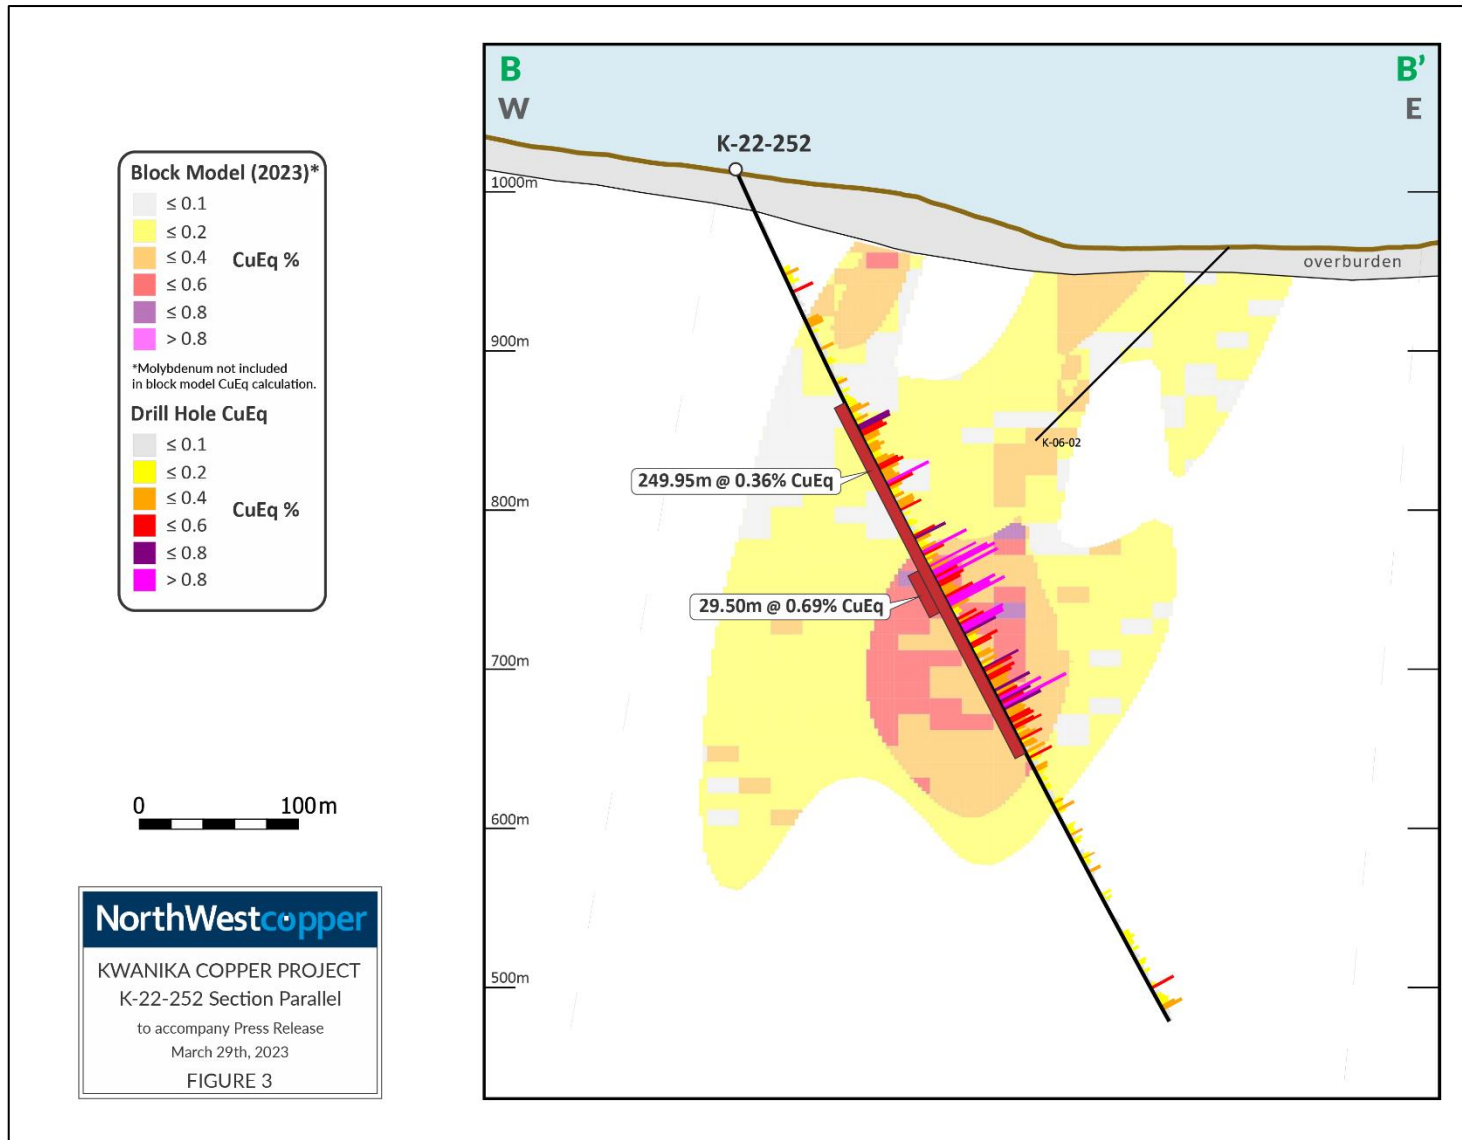 B
W
B’
E
K-22-252
1000m
900m
800m
700m
600m
500m
overburden
K-06-02
249.95m @ 0.36% CuEq
29.50m @ 0.69% CuEq
Block Model (2023)*
≤ 0.1
≤ 0.2
≤ 0.4
≤ 0.6
≤ 0.8
> 0.8
CuEq %
*Molybdenum not included
in block model CuEq calculation.
Drill Hole CuEq
≤ 0.1
≤ 0.2
≤ 0.4
≤ 0.6
≤ 0.8
> 0.8
CuEq %
0 100m
NorthWestcopper
KWANIKA COPPER PROJECT
K-22-252 Section Parallel
to accompany Press Release
March 29th, 2023
FIGURE 3